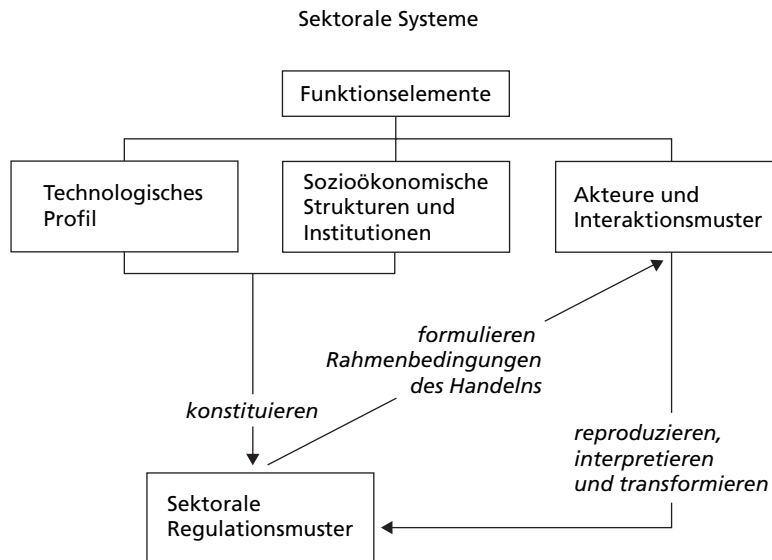 Sektorale Systeme
Funktionselemente
Technologisches
Profil
Sozioökonomische
Strukturen und
Institutionen
Akteure und
Interaktionsmuster
formulieren
Rahmenbedingungen
des Handelns
konstituieren
reproduzieren,
interpretieren
und transformieren
Sektorale
Regulationsmuster